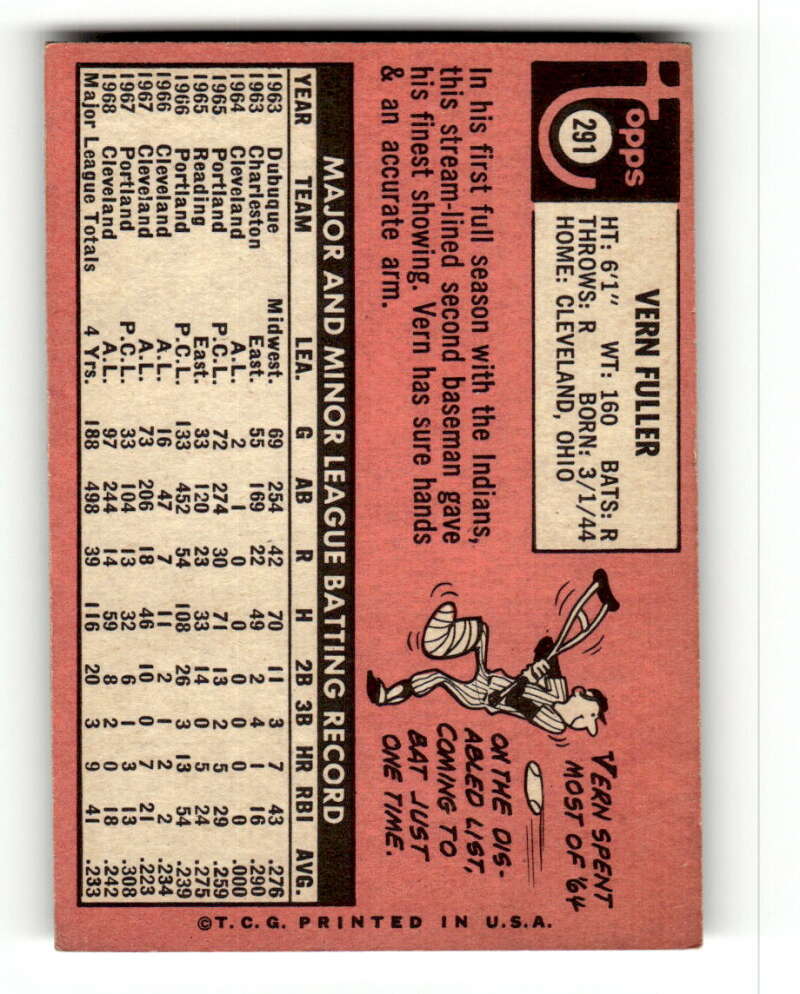 topps
291
VERN FULLER
HT: 6'1" WT: 160 BATS: R
THROWS: R BORN: 3/1/44
HOME: CLEVELAND, OHIO
In his first full season with the Indians,
this stream-lined second baseman gave
his finest showing. Vern has sure hands
& an accurate arm.
VERN SPENT
MOST OF '64
ON THE DIS-
ABLED LIST,
COMING TO
BAT JUST
ONE TIME.
MAJOR AND MINOR LEAGUE BATTING RECORD
YEAR TEAM LEA. G AB R H 2B 3B HR RBI AVG.
1963 Dubuque Midwest. 69 254 42 70 11 3 7 43 .276
1963 Charleston East. 55 169 22 49 2 4 1 16 .290
1964 Cleveland A.L. 2 1 0 0 0 0 0 0 .000
1965 Portland P.C.L. 72 274 30 71 13 2 5 29 .259
1965 Reading East. 33 120 23 33 14 0 5 24 .275
1966 Portland P.C.L. 133 452 54 108 26 3 13 54 .239
1966 Cleveland A.L. 16 47 7 11 2 1 2 2 .234
1967 Cleveland A.L. 73 206 18 46 10 0 7 21 .223
1967 Portland P.C.L. 33 104 13 32 6 1 3 13 .308
1968 Cleveland A.L. 97 244 14 59 8 2 0 18 .242
Major League Totals 4 Yrs. 188 498 39 116 20 3 9 41 .233
©T.C.G. PRINTED IN U.S.A.